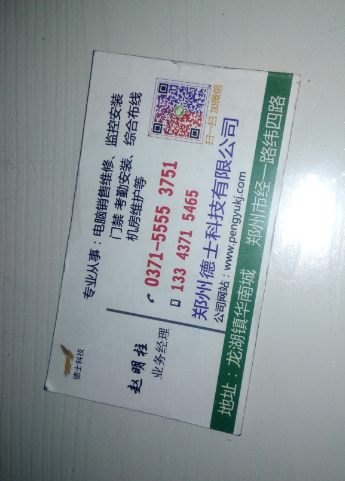 德士科技
专业从事：电脑销售维修、监控安装
门禁 考勤安装、综合布线
机房维护等
扫一扫 加微信
赵明柱
业务经理
0371-5555 3751
133 4371 5465
郑州德士科技有限公司
公司网站：www.pengyukj.com
地址：龙湖镇华南城 郑州市经一路纬四路